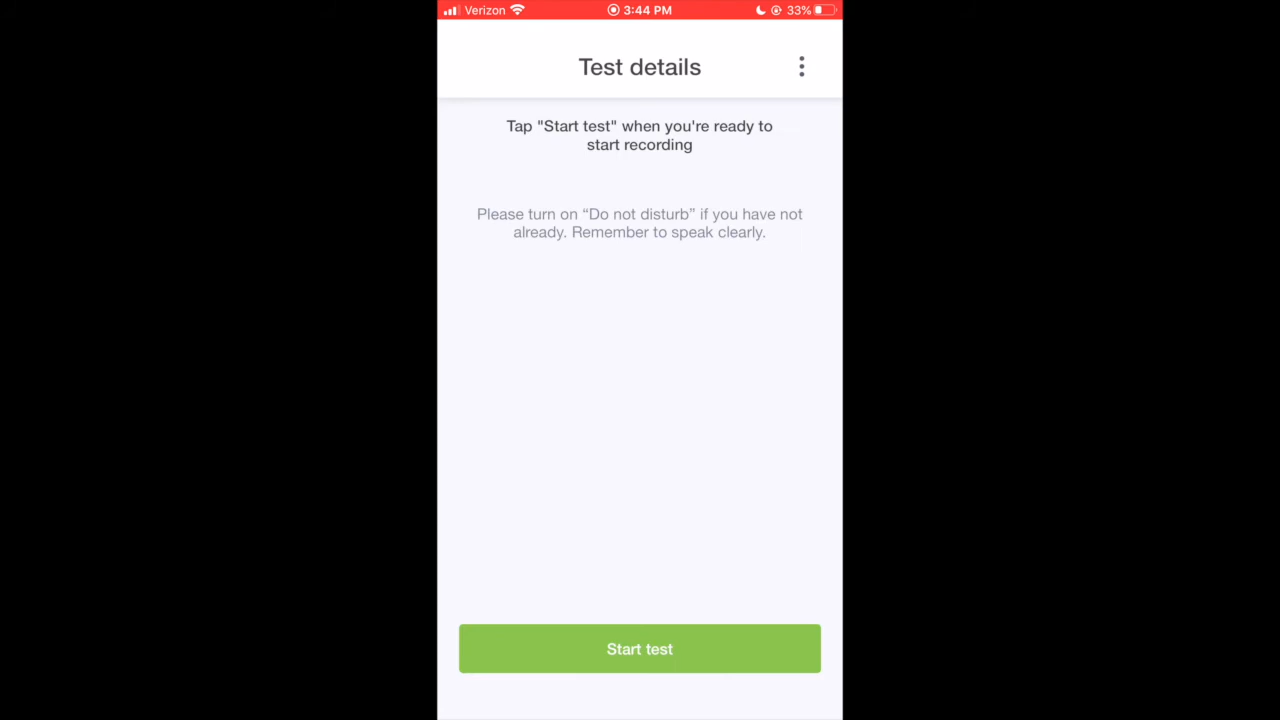 Verizon 3:44 PM 33%
Test details
Tap "Start test" when you're ready to
start recording
Please turn on “Do not disturb” if you have not
already. Remember to speak clearly.
Start test